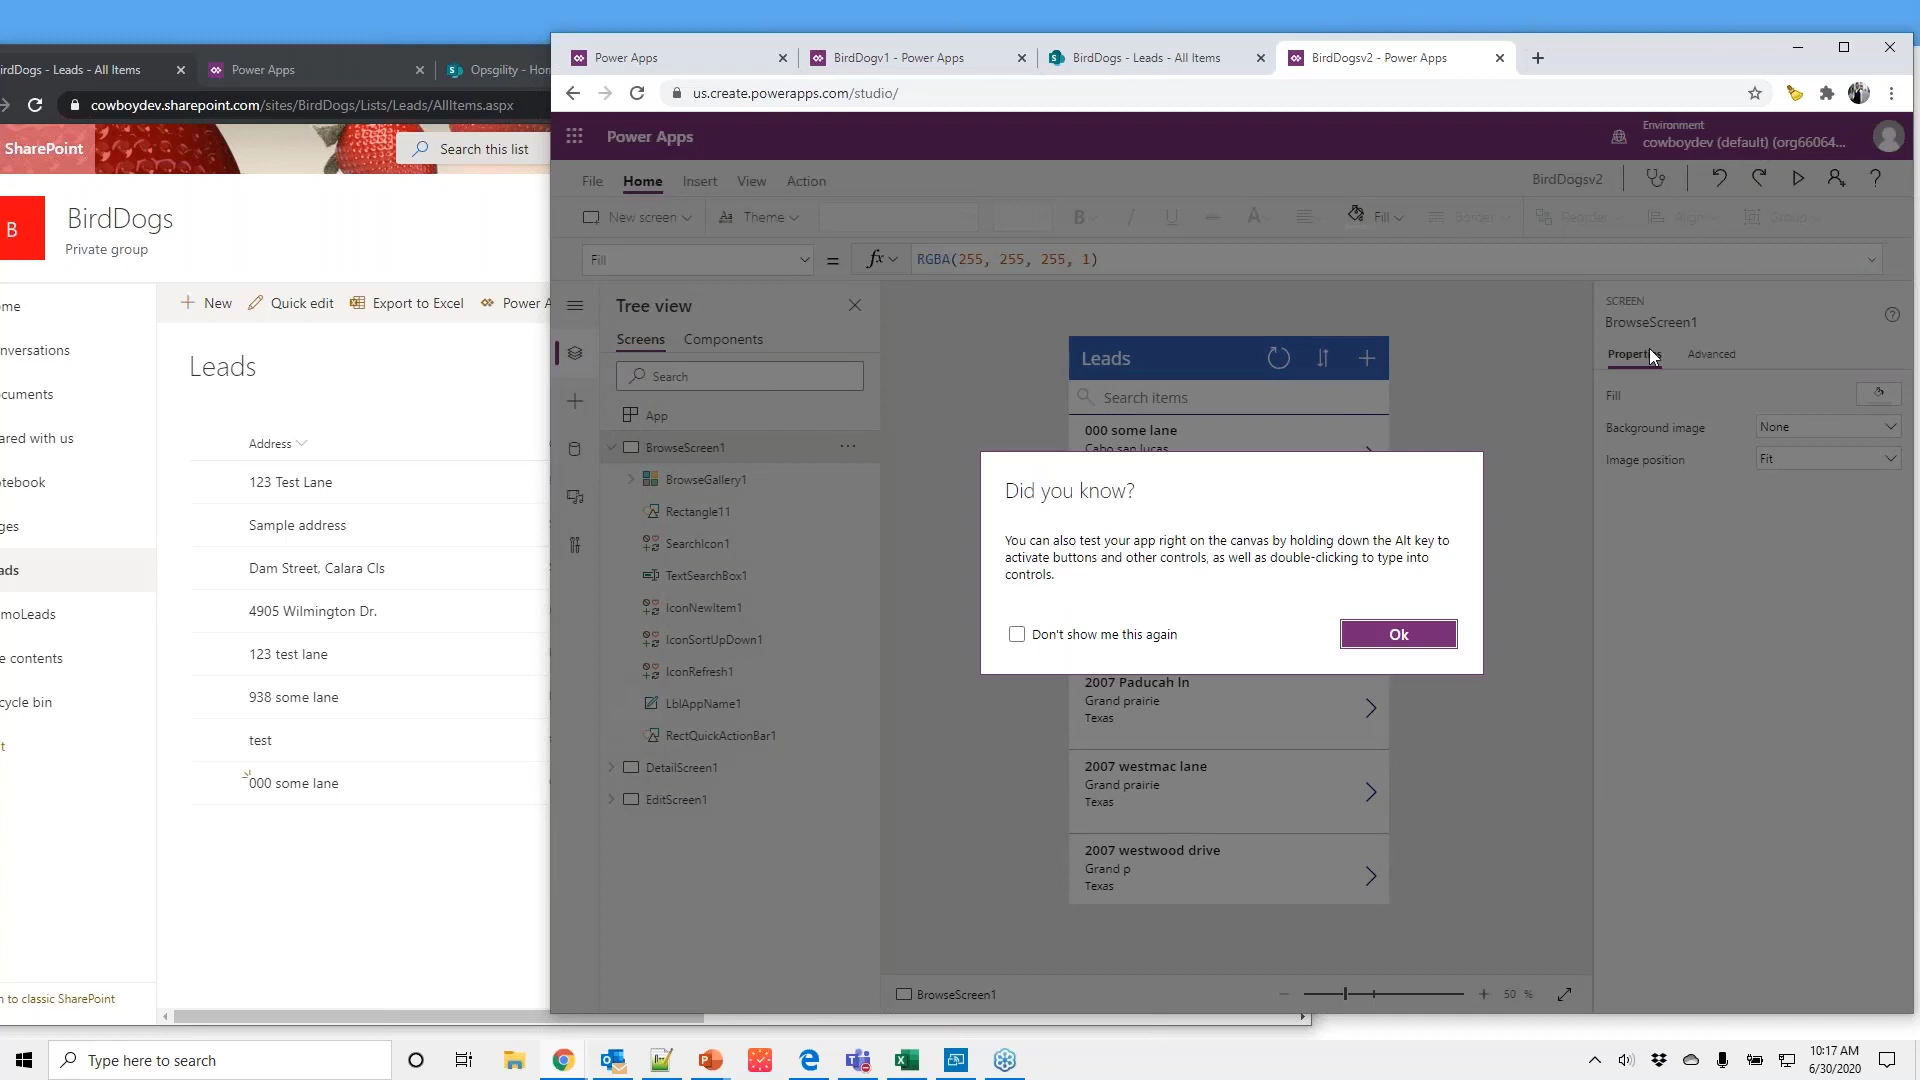 irdDogs - Leads - All Items
Power Apps
Opsgility - Hon
cowboydev.sharepoint.com/sites/BirdDogs/Lists/Leads/AllItems.aspx
SharePoint
Search this list
B
BirdDogs
Private group
ome
nversations
ocuments
ared with us
otebook
ges
ads
moLeads
e contents
cycle bin
t
n to classic SharePoint
New
Quick edit
Export to Excel
Power A
Leads
Address
123 Test Lane
Sample address
Dam Street, Calara Cls
4905 Wilmington Dr.
123 test lane
938 some lane
test
000 some lane
Power Apps
BirdDogv1 - Power Apps
BirdDogs - Leads - All Items
BirdDogsv2 - Power Apps
us.create.powerapps.com/studio/
Power Apps
Environment
cowboydev (default) (org66064...
File
Home
Insert
View
Action
BirdDogsv2
New screen
Theme
B
Fill
Border
Reorder
Align
Group
Fill
=
fx
RGBA(255, 255, 255, 1)
Tree view
Screens
Components
Search
App
BrowseScreen1
BrowseGallery1
Rectangle11
SearchIcon1
TextSearchBox1
IconNewItem1
IconSortUpDown1
IconRefresh1
LblAppName1
RectQuickActionBar1
DetailScreen1
EditScreen1
Leads
Search items
000 some lane
Cabo san lucas
Did you know?
You can also test your app right on the canvas by holding down the Alt key to
activate buttons and other controls, as well as double-clicking to type into
controls.
Don't show me this again
Ok
2007 Paducah ln
Grand prairie
Texas
2007 westmac lane
Grand prairie
Texas
2007 westwood drive
Grand p
Texas
BrowseScreen1
50 %
SCREEN
BrowseScreen1
Properties
Advanced
Fill
Background image
None
Image position
Fit
Type here to search
10:17 AM
6/30/2020